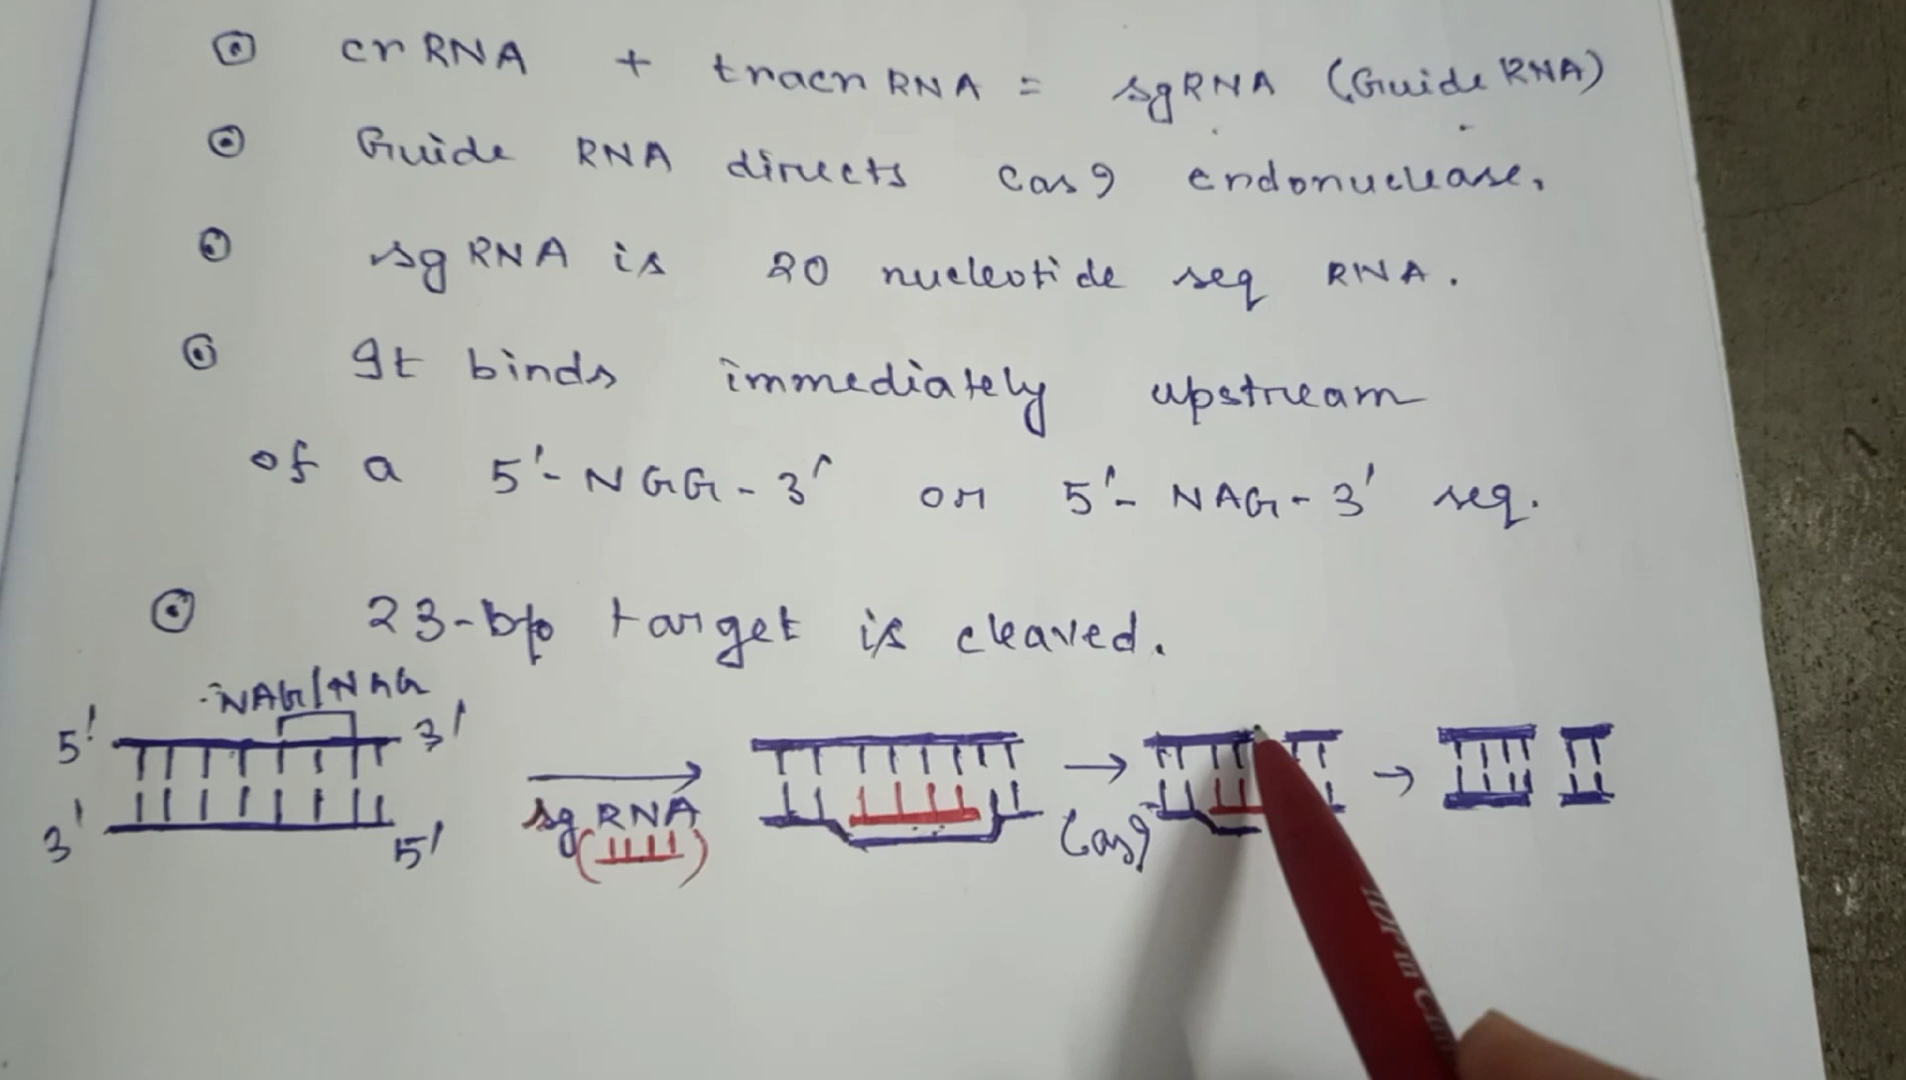 crRNA + tracrRNA = sgRNA (Guide RNA)
Guide RNA directs cas9 endonuclease.
sgRNA is 20 nucleotide seq RNA.
It binds immediately upstream
of a 5'-NGG-3' or 5'-NAG-3' seq.
23-bp target is cleaved.
NAG/NAG
5' 3'
3' 5'
sgRNA
Cas9